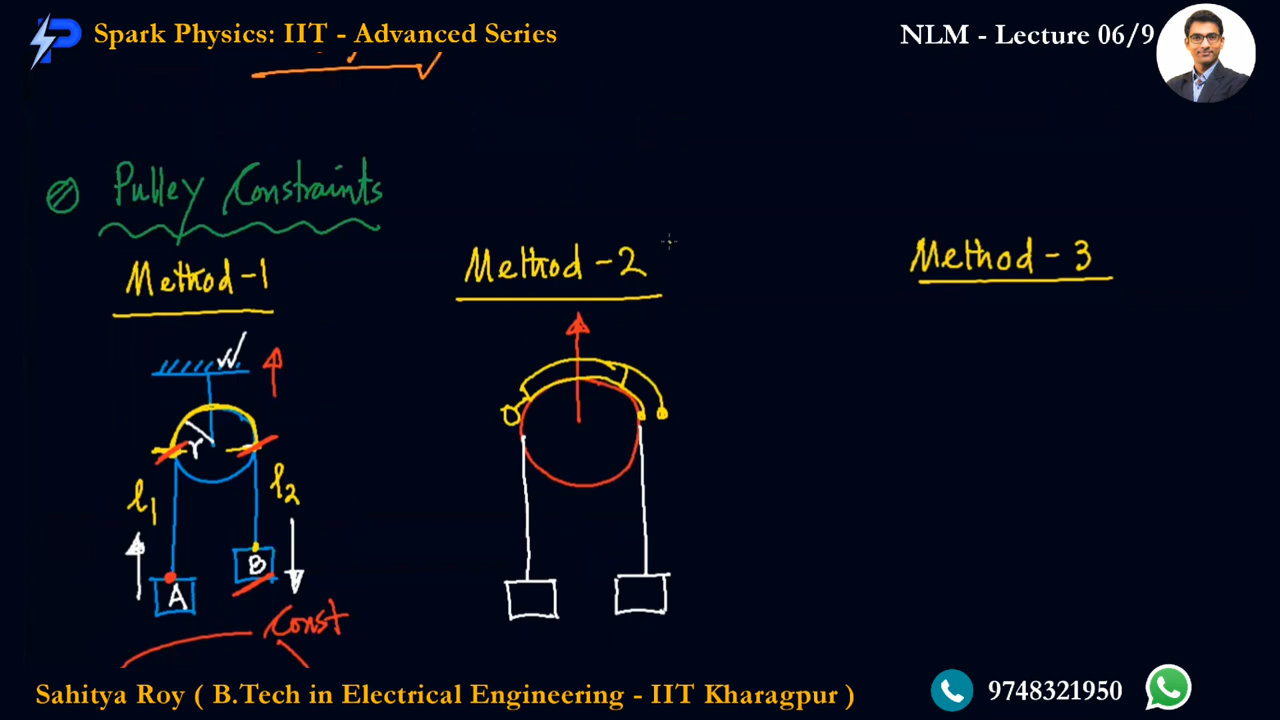 Spark Physics: IIT - Advanced Series
NLM - Lecture 06/9
Pulley Constraints
Method -1
Method -2
Method - 3
r
l1
l2
A
B
Const
Sahitya Roy ( B.Tech in Electrical Engineering - IIT Kharagpur )
9748321950